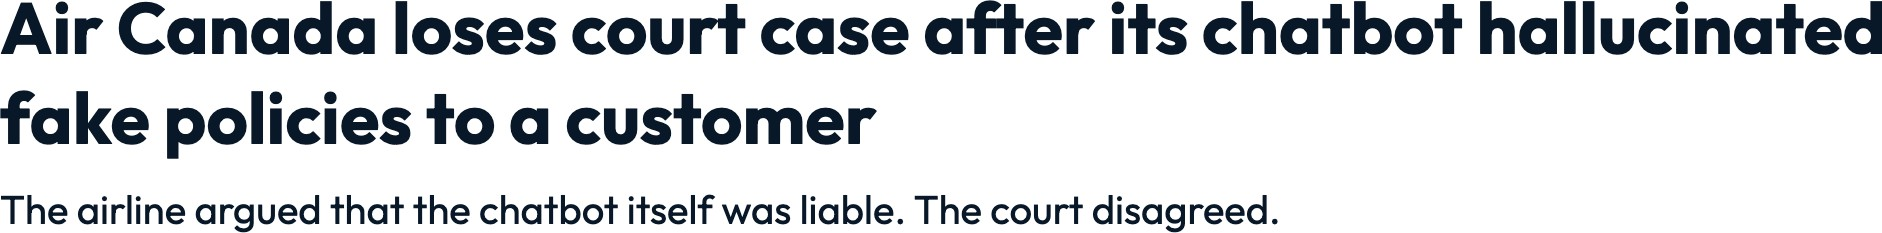 Air Canada loses court case after its chatbot hallucinated
fake policies to a customer
The airline argued that the chatbot itself was liable. The court disagreed.